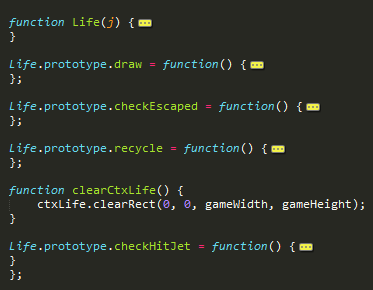 function Life(j) {
}
Life.prototype.draw = function() {
};
Life.prototype.checkEscaped = function() {
};
Life.prototype.recycle = function() {
};
function clearCtxLife() {
    ctxLife.clearRect(0, 0, gameWidth, gameHeight);
}
Life.prototype.checkHitJet = function() {
}
};